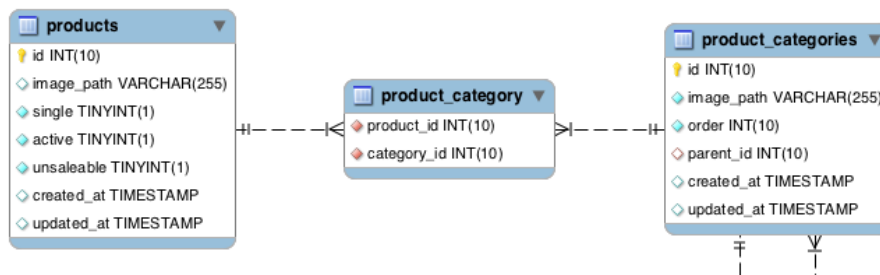 products
id INT(10)
image_path VARCHAR(255)
single TINYINT(1)
active TINYINT(1)
unsaleable TINYINT(1)
created_at TIMESTAMP
updated_at TIMESTAMP
product_category
product_id INT(10)
category_id INT(10)
product_categories
id INT(10)
image_path VARCHAR(255)
order INT(10)
parent_id INT(10)
created_at TIMESTAMP
updated_at TIMESTAMP